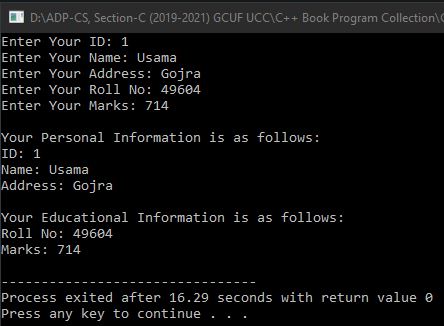 D:\ADP-CS, Section-C (2019-2021) GCUF UCC\C++ Book Program Collection\
Enter Your ID: 1
Enter Your Name: Usama
Enter Your Address: Gojra
Enter Your Roll No: 49604
Enter Your Marks: 714
Your Personal Information is as follows:
ID: 1
Name: Usama
Address: Gojra
Your Educational Information is as follows:
Roll No: 49604
Marks: 714
--------------------------------
Process exited after 16.29 seconds with return value 0
Press any key to continue . . .